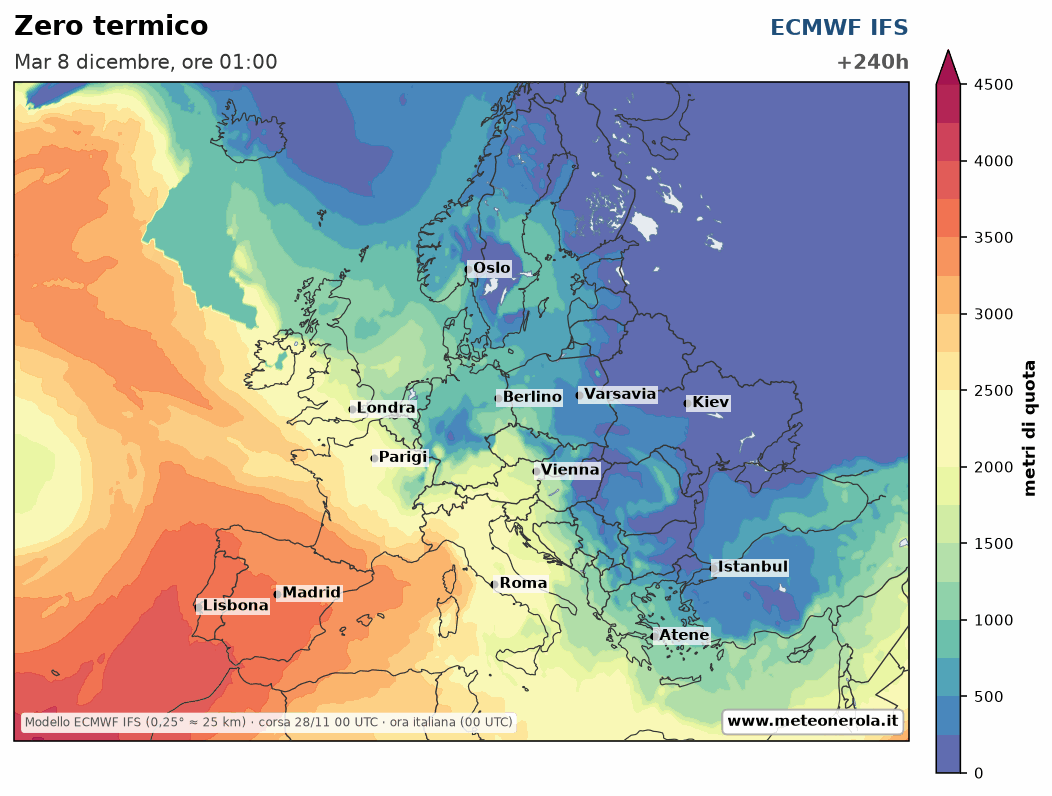 Zero termico
ECMWF IFS
Mar 8 dicembre, ore 01:00
+240h
4500
4000
3500
3000
2500
2000
1500
1000
500
0
metri di quota
Oslo
Berlino
Varsavia
Kiev
Londra
Parigi
Vienna
Istanbul
Roma
Madrid
Lisbona
Atene
Modello ECMWF IFS (0,25° ≈ 25 km) · corsa 28/11 00 UTC · ora italiana (00 UTC)
www.meteonerola.it